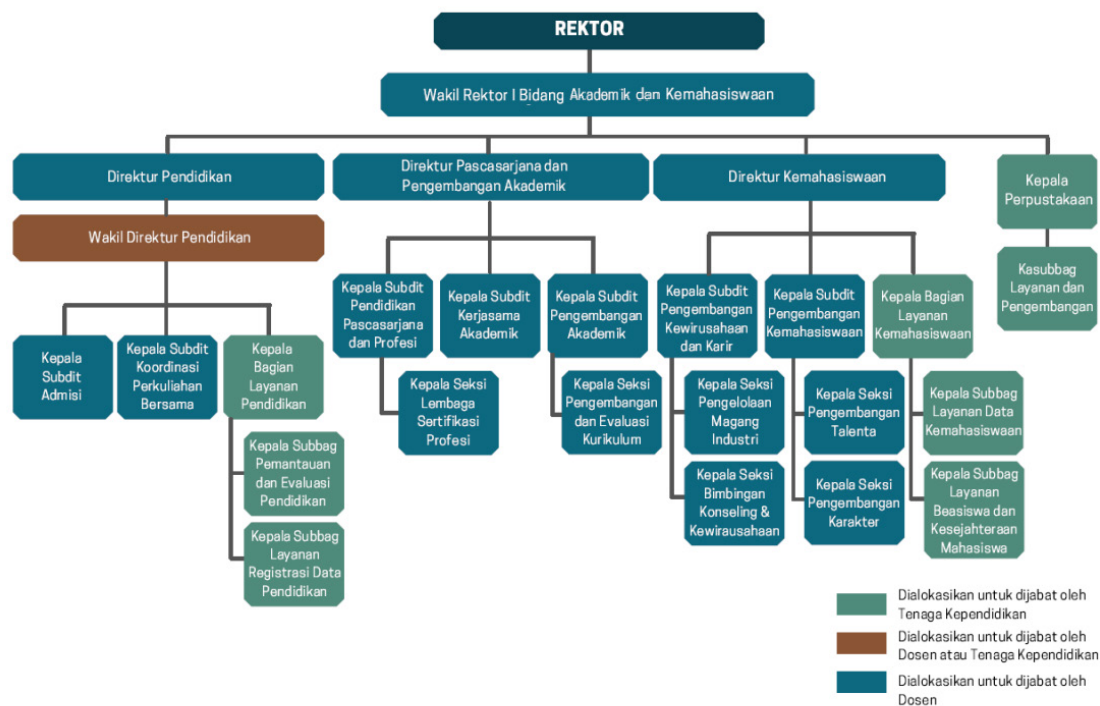 REKTOR
Wakil Rektor I Bidang Akademik dan Kemahasiswaan
Direktur Pendidikan
Direktur Pascasarjana dan
Pengembangan Akademik
Direktur Kemahasiswaan
Kepala
Perpustakaan
Wakil Direktur Pendidikan
Kasubbag
Layanan dan
Pengembangan
Kepala Subdit
Pendidikan
Pascasarjana
dan Profesi
Kepala Subdit
Kerjasama
Akademik
Kepala Subdit
Pengembangan
Akademik
Kepala Subdit
Pengembangan
Kewirusahaan
dan Karir
Kepala Subdit
Pengembangan
Kemahasiswaan
Kepala Bagian
Layanan
Kemahasiswaan
Kepala
Subdit
Admisi
Kepala Subdit
Koordinasi
Perkuliahan
Bersama
Kepala
Bagian
Layanan
Pendidikan
Kepala Seksi
Lembaga
Sertifikasi
Profesi
Kepala Seksi
Pengembangan
dan Evaluasi
Kurikulum
Kepala Seksi
Pengelolaan
Magang
Industri
Kepala Seksi
Pengembangan
Talenta
Kepala Subbag
Layanan Data
Kemahasiswaan
Kepala Subbag
Pemantauan
dan Evaluasi
Pendidikan
Kepala Seksi
Bimbingan
Konseling &
Kewirausahaan
Kepala Seksi
Pengembangan
Karakter
Kepala Subbag
Layanan
Beasiswa dan
Kesejahteraan
Mahasiswa
Kepala Subbag
Layanan
Registrasi Data
Pendidikan
Dialokasikan untuk dijabat oleh
Tenaga Kependidikan
Dialokasikan untuk dijabat oleh
Dosen atau Tenaga Kependidikan
Dialokasikan untuk dijabat oleh
Dosen